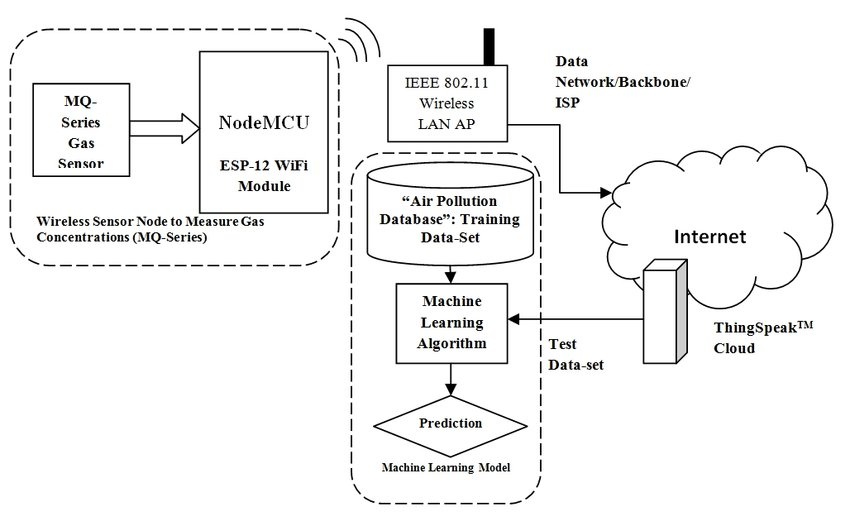 MQ-
Series
Gas
Sensor
NodeMCU
ESP-12 WiFi
Module
Wireless Sensor Node to Measure Gas
Concentrations (MQ-Series)
IEEE 802.11
Wireless
LAN AP
Data
Network/Backbone/
ISP
“Air Pollution
Database”: Training
Data-Set
Internet
Machine
Learning
Algorithm
Test
Data-set
ThingSpeak™
Cloud
Prediction
Machine Learning Model